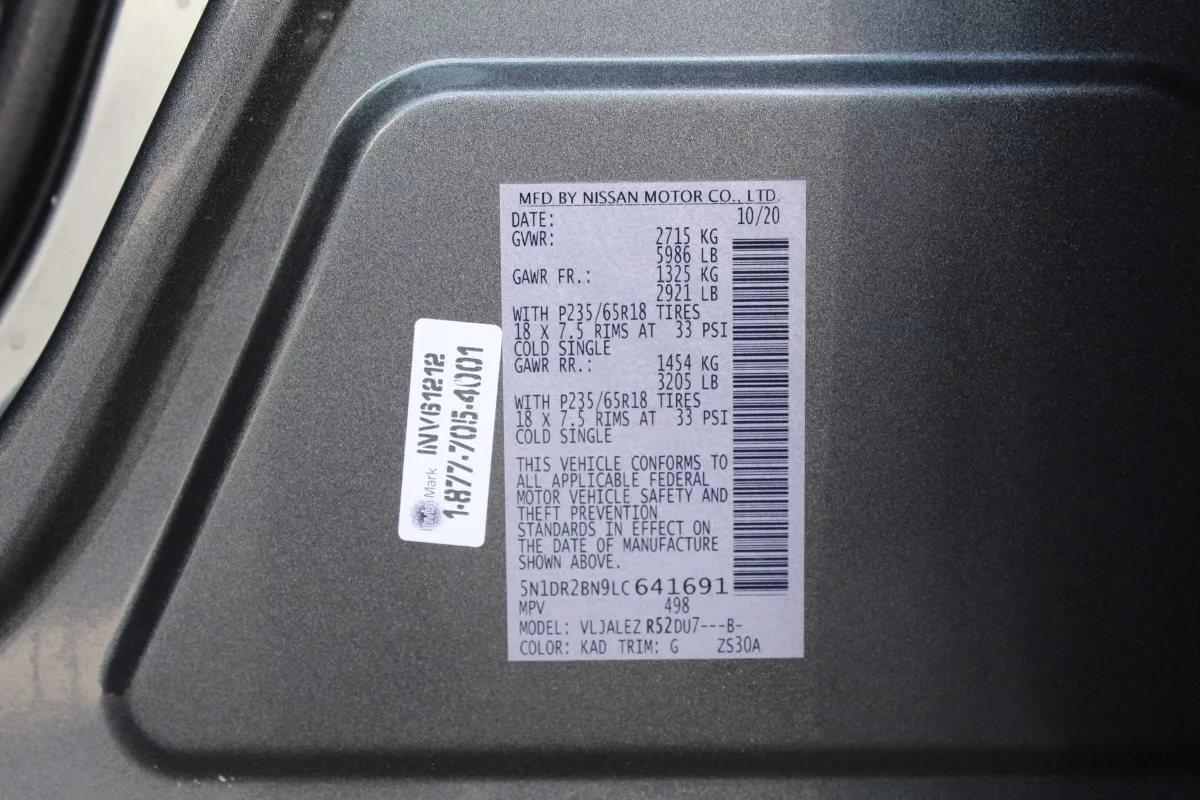 MFD BY NISSAN MOTOR CO., LTD.
DATE: 10/20
GVWR: 2715 KG
5986 LB
GAWR FR.: 1325 KG
2921 LB
WITH P235/65R18 TIRES
18 X 7.5 RIMS AT 33 PSI
COLD SINGLE
GAWR RR.: 1454 KG
3205 LB
WITH P235/65R18 TIRES
18 X 7.5 RIMS AT 33 PSI
COLD SINGLE
THIS VEHICLE CONFORMS TO
ALL APPLICABLE FEDERAL
MOTOR VEHICLE SAFETY AND
THEFT PREVENTION
STANDARDS IN EFFECT ON
THE DATE OF MANUFACTURE
SHOWN ABOVE.
5N1DR2BN9LC641691
MPV 498
MODEL: VLJALEZ R52DU7---B-
COLOR: KAD TRIM: G ZS30A
Mark INV61212
1-877-705-4001